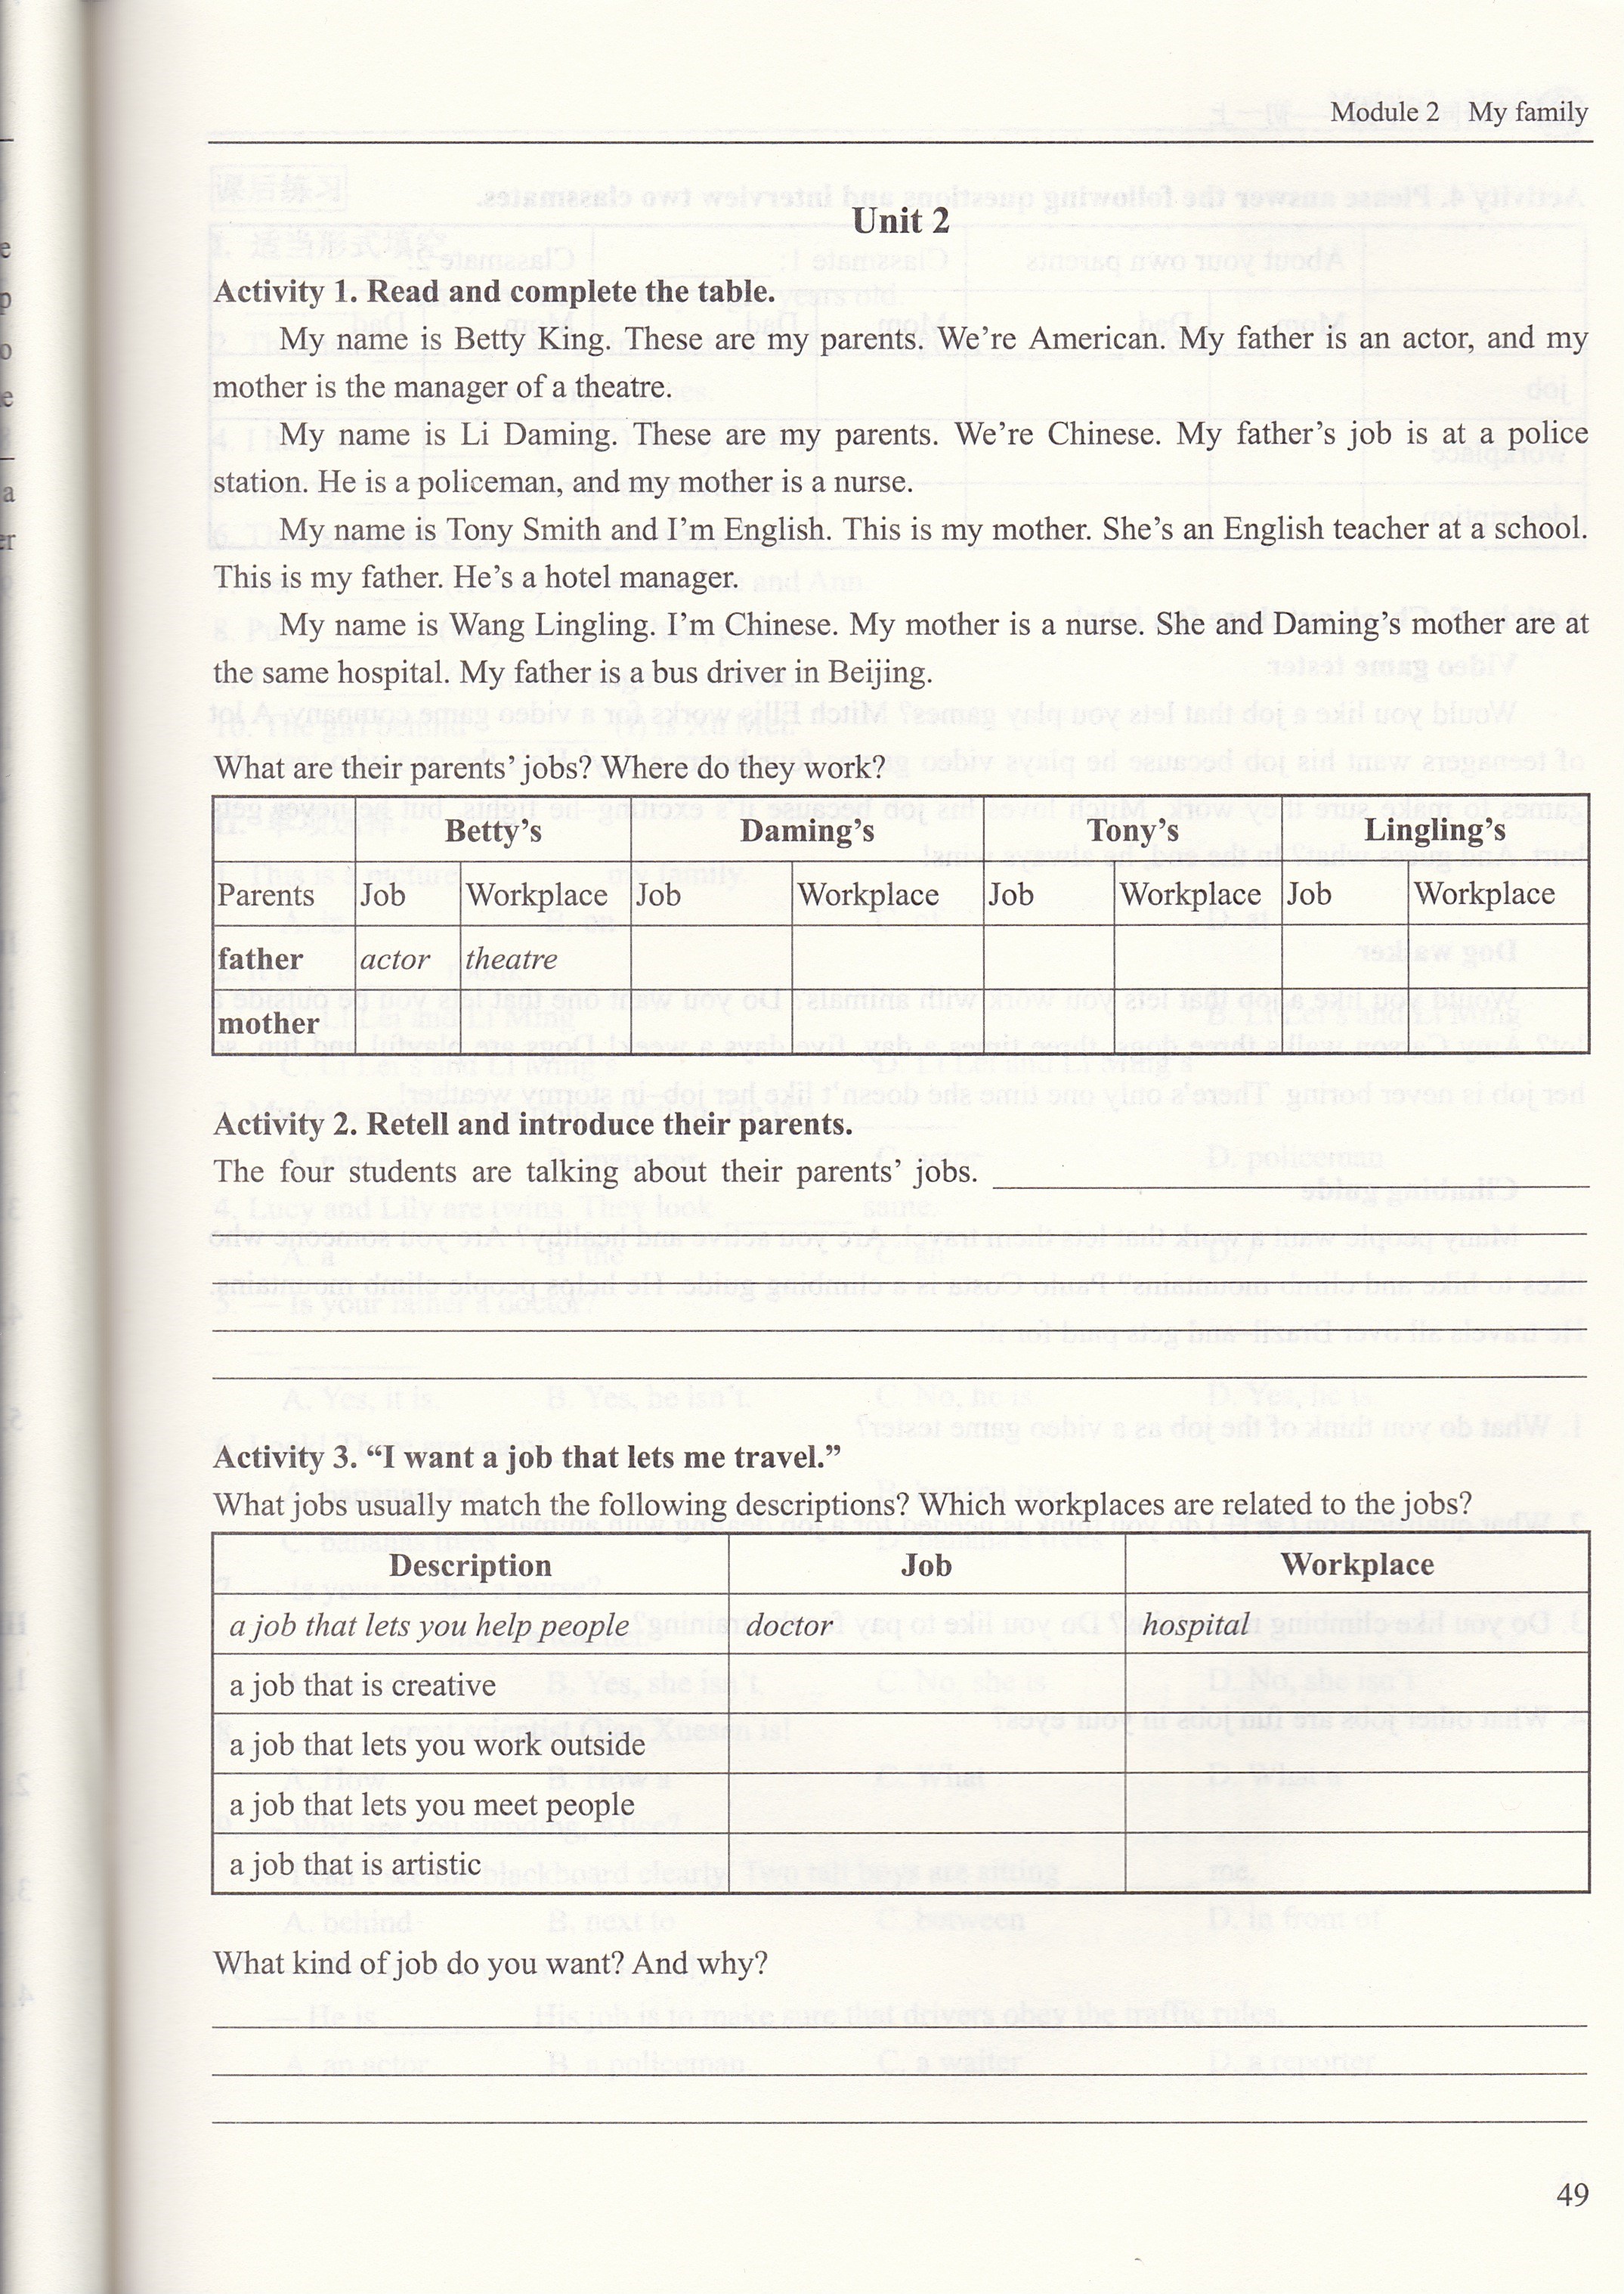 Module 2 My family
Unit 2
Activity 1. Read and complete the table.
My name is Betty King. These are my parents. We're American. My father is an actor, and my
mother is the manager of a theatre.
My name is Li Daming. These are my parents. We're Chinese. My father's job is at a police
station. He is a policeman, and my mother is a nurse.
My name is Tony Smith and I'm English. This is my mother. She's an English teacher at a school.
This is my father. He's a hotel manager.
My name is Wang Lingling. I'm Chinese. My mother is a nurse. She and Daming's mother are at
the same hospital. My father is a bus driver in Beijing.
What are their parents' jobs? Where do they work?
Betty's Daming's Tony's Lingling's
Parents Job Workplace Job Workplace Job Workplace Job Workplace
father actor theatre
mother
Activity 2. Retell and introduce their parents.
The four students are talking about their parents' jobs.
Activity 3. “I want a job that lets me travel.”
What jobs usually match the following descriptions? Which workplaces are related to the jobs?
Description Job Workplace
a job that lets you help people doctor hospital
a job that is creative
a job that lets you work outside
a job that lets you meet people
a job that is artistic
What kind of job do you want? And why?
49